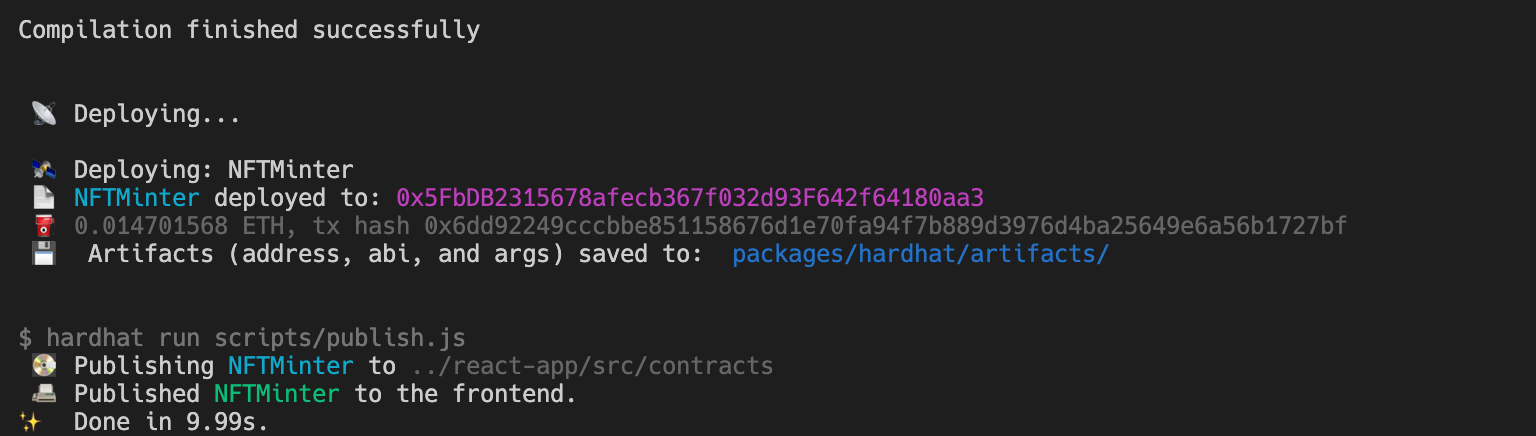 Compilation finished successfully
Deploying...
Deploying: NFTMinter
NFTMinter deployed to: 0x5FbDB2315678afecb367f032d93F642f64180aa3
0.014701568 ETH, tx hash 0x6dd92249cccbbe851158676d1e70fa94f7b889d3976d4ba25649e6a56b1727bf
Artifacts (address, abi, and args) saved to: packages/hardhat/artifacts/
$ hardhat run scripts/publish.js
Publishing NFTMinter to ../react-app/src/contracts
Published NFTMinter to the frontend.
Done in 9.99s.